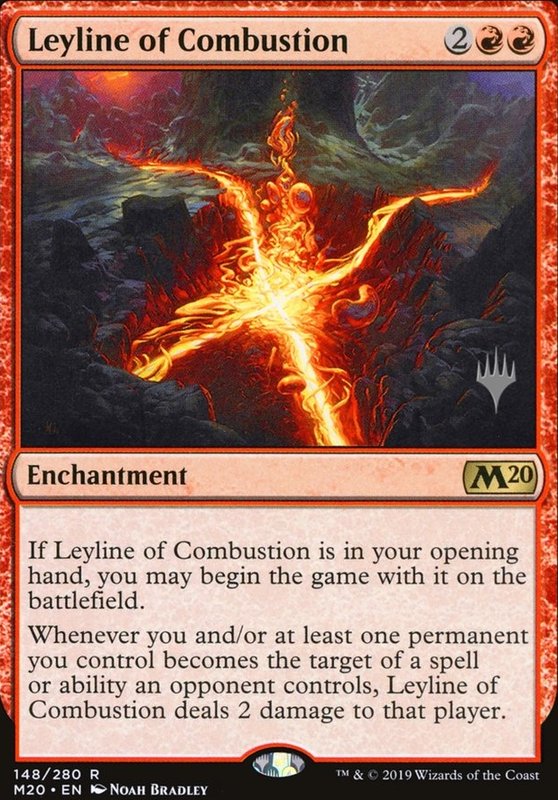 Leyline of Combustion 2
Enchantment M20
If Leyline of Combustion is in your opening
hand, you may begin the game with it on the
battlefield.
Whenever you and/or at least one permanent
you control becomes the target of a spell
or ability an opponent controls, Leyline of
Combustion deals 2 damage to that player.
148/280 R
M20 • EN Noah Bradley
™ & © 2019 Wizards of the Coast